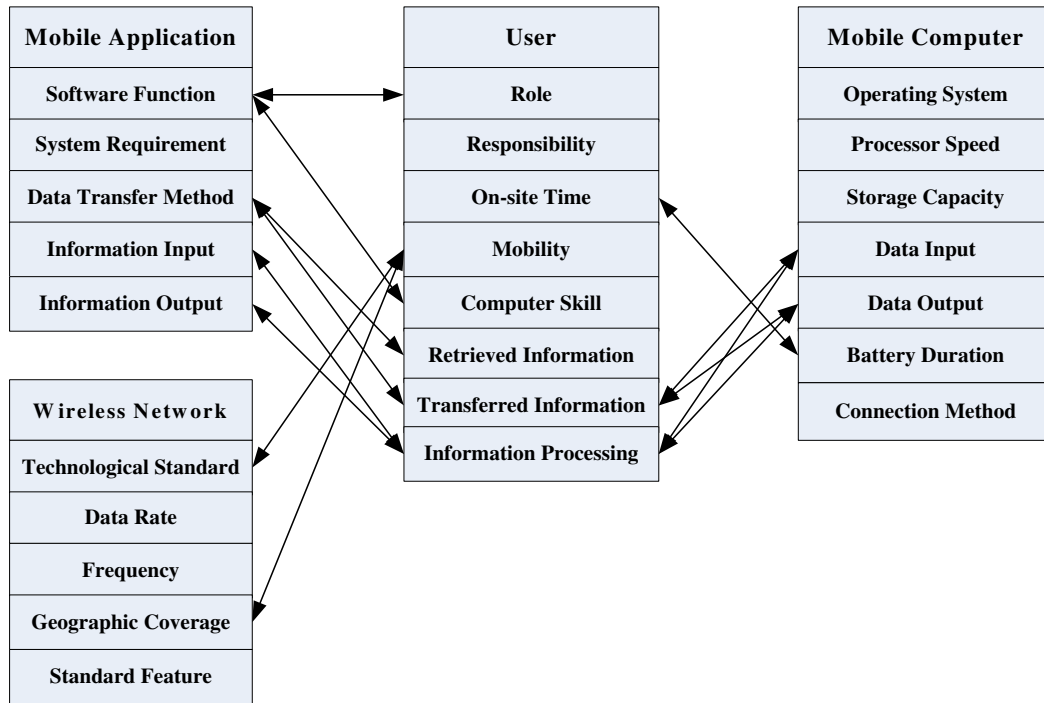 Mobile Application
Software Function
System Requirement
Data Transfer Method
Information Input
Information Output
Wireless Network
Technological Standard
Data Rate
Frequency
Geographic Coverage
Standard Feature
User
Role
Responsibility
On-site Time
Mobility
Computer Skill
Retrieved Information
Transferred Information
Information Processing
Mobile Computer
Operating System
Processor Speed
Storage Capacity
Data Input
Data Output
Battery Duration
Connection Method